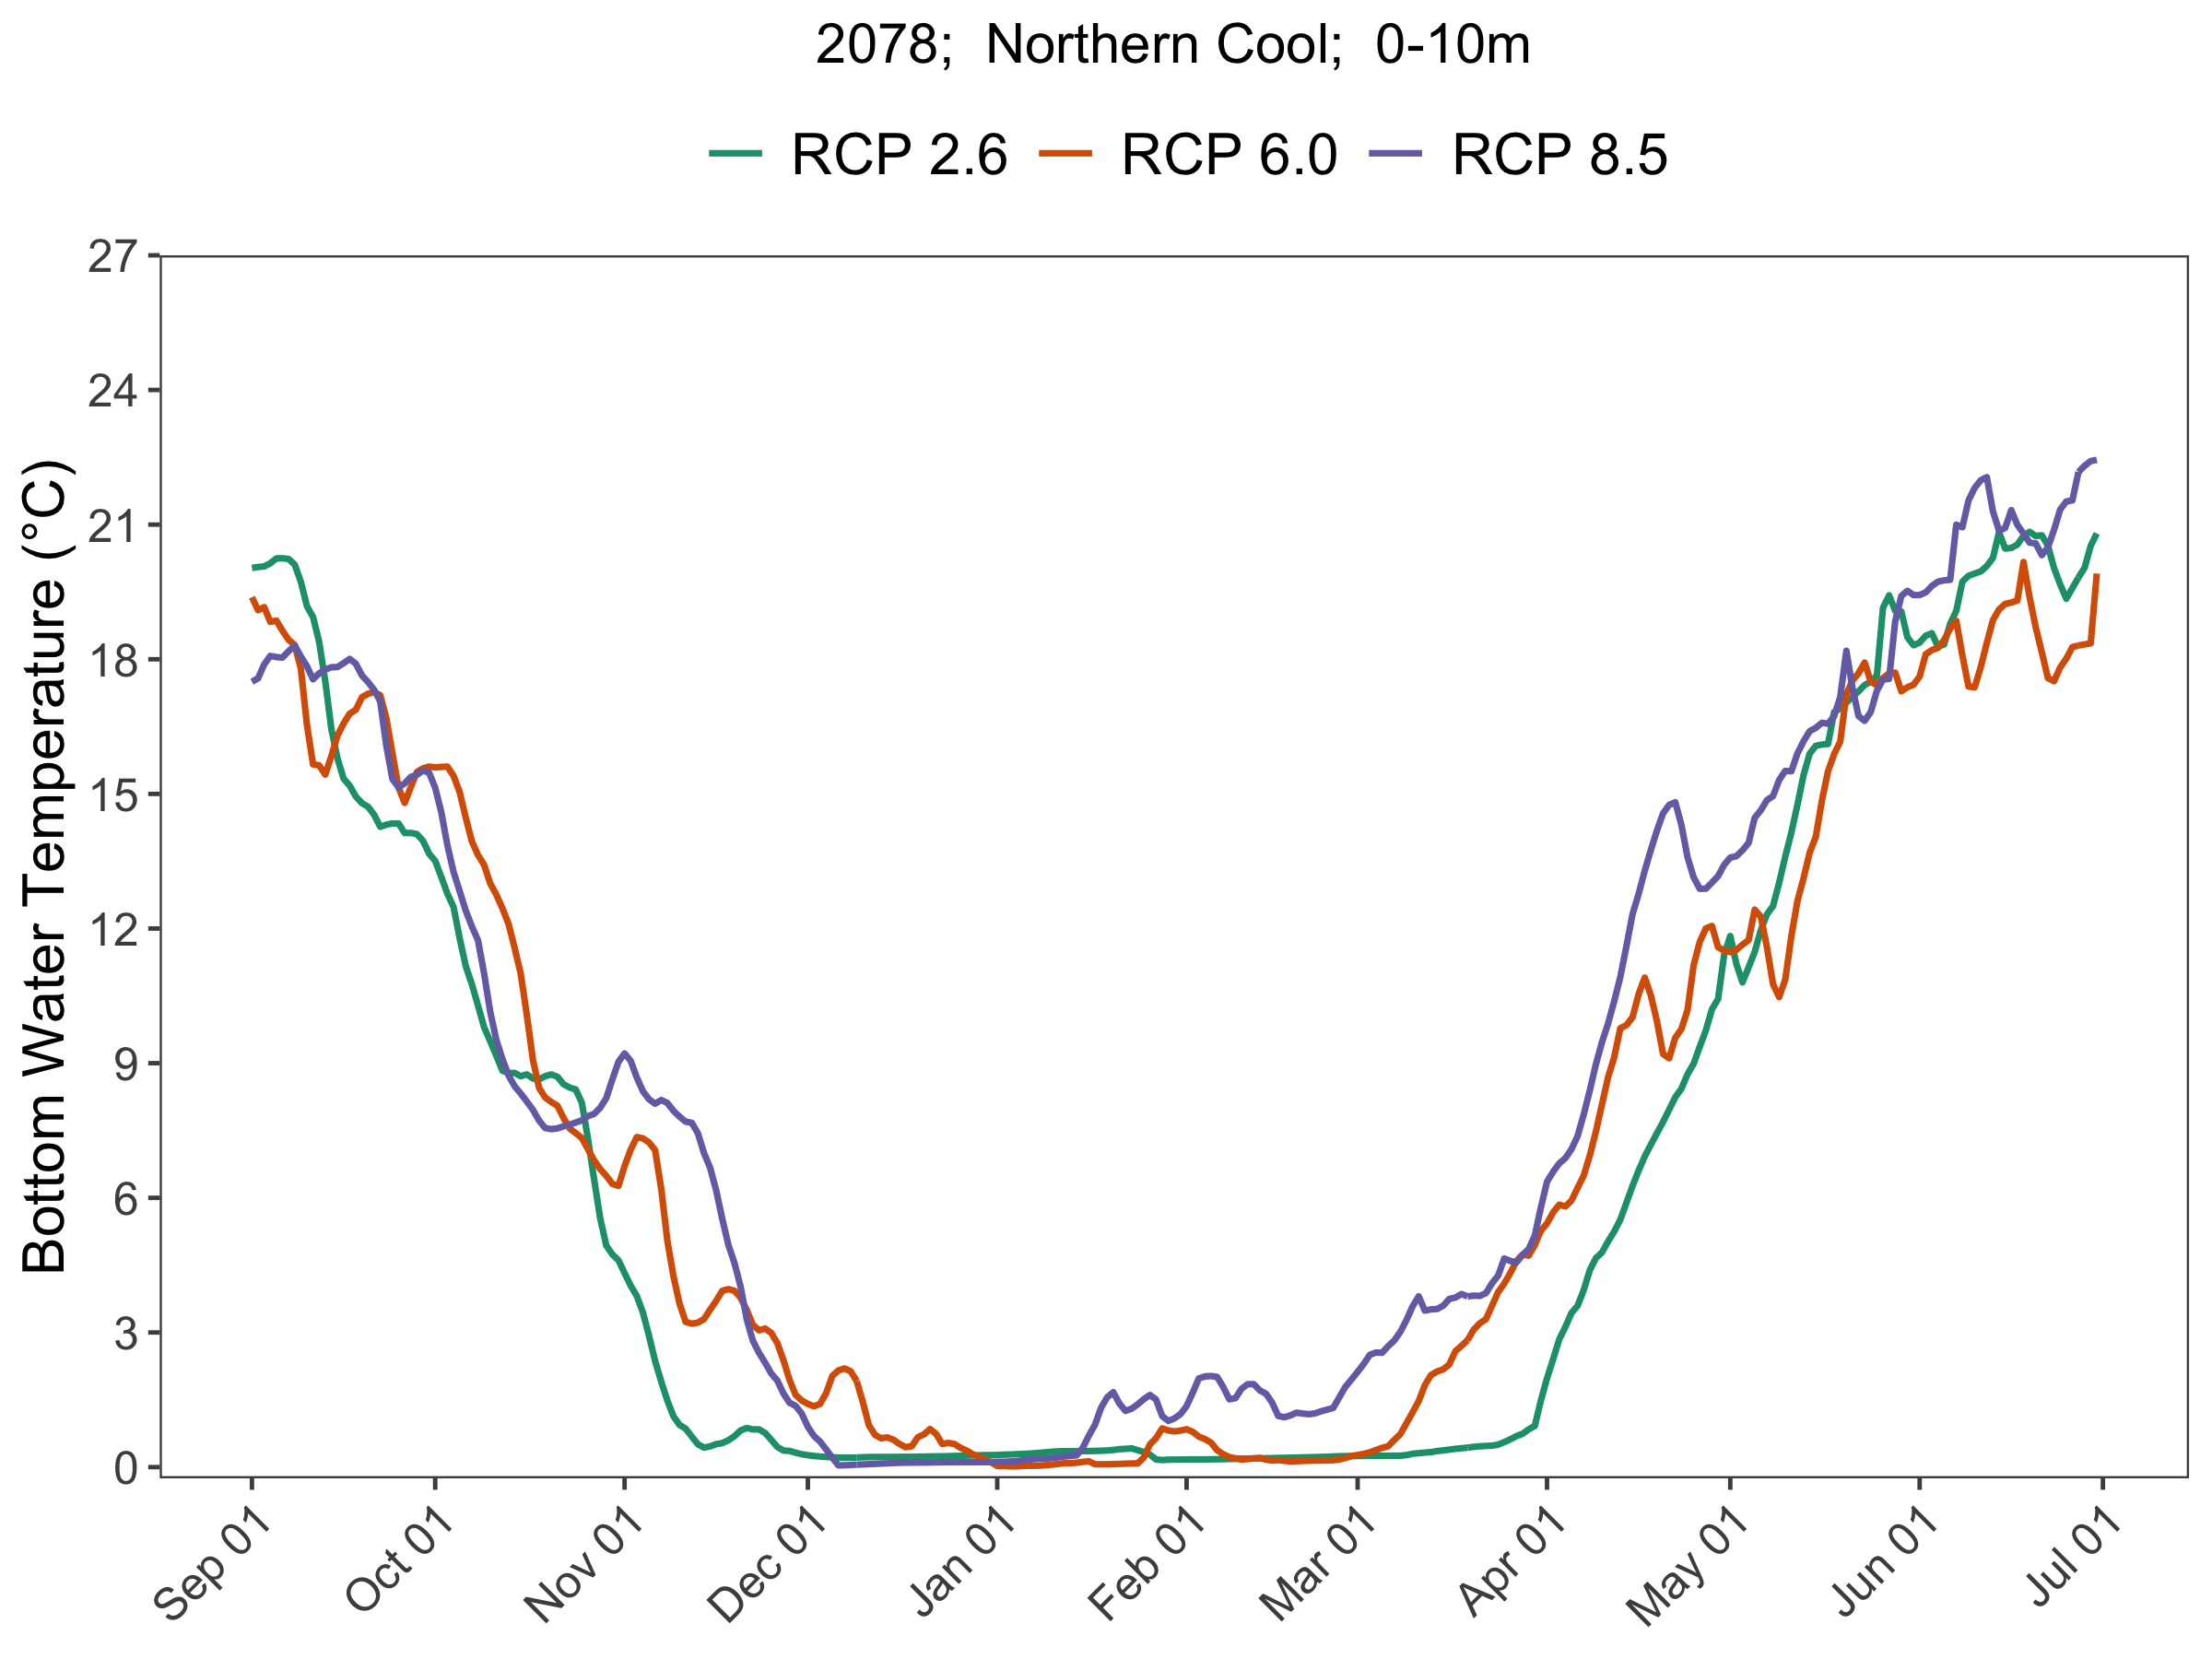 2078;  Northern Cool;  0-10m
RCP 2.6 RCP 6.0 RCP 8.5
Bottom Water Temperature (°C)
27
24
21
18
15
12
9
6
3
0
Sep 01 Oct 01 Nov 01 Dec 01 Jan 01 Feb 01 Mar 01 Apr 01 May 01 Jun 01 Jul 01